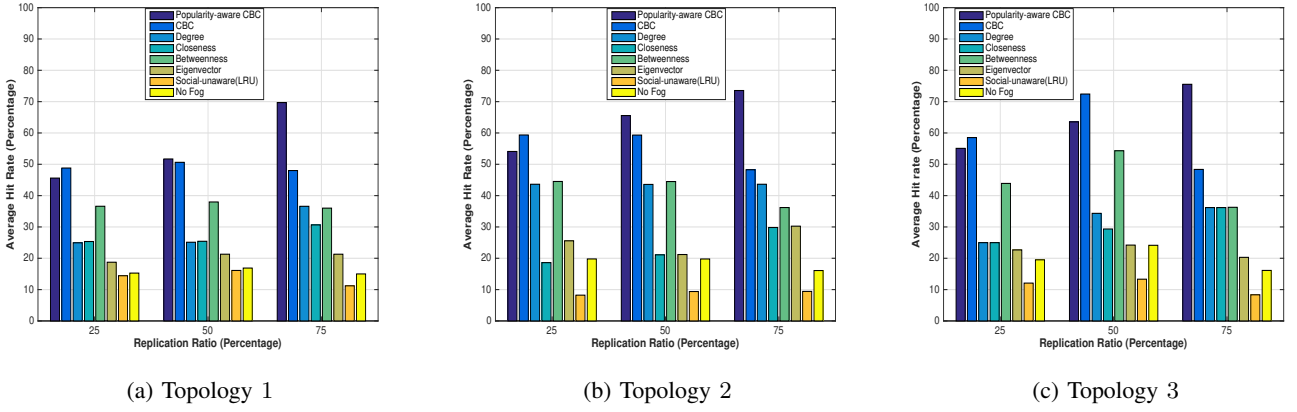 100
90
80
70
60
50
40
30
20
10
0
Average Hit Rate (Percentage)
Popularity-aware CBC
CBC
Degree
Closeness
Betweenness
Eigenvector
Social-unaware(LRU)
No Fog
25
50
75
Replication Ratio (Percentage)
(a) Topology 1
100
90
80
70
60
50
40
30
20
10
0
Average Hit Rate (Percentage)
Popularity-aware CBC
CBC
Degree
Closeness
Betweenness
Eigenvector
Social-unaware(LRU)
No Fog
25
50
75
Replication Ratio (Percentage)
(b) Topology 2
100
90
80
70
60
50
40
30
20
10
0
Average Hit rate (Percentage)
Popularity-aware CBC
CBC
Degree
Closeness
Betweenness
Eigenvector
Social-unaware(LRU)
No Fog
25
50
75
Replication Ratio (Percentage)
(c) Topology 3